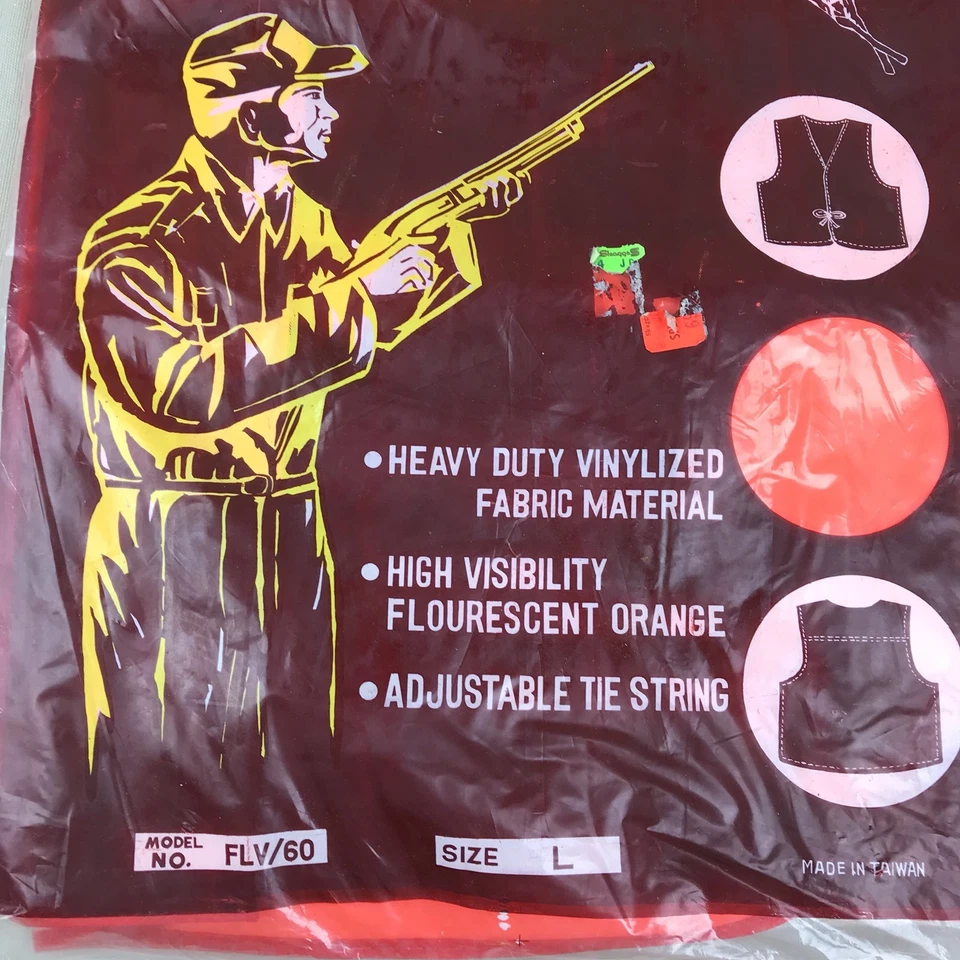 Skaggs
• HEAVY DUTY VINYLIZED
FABRIC MATERIAL
• HIGH VISIBILITY
FLOURESCENT ORANGE
• ADJUSTABLE TIE STRING
MODEL
NO. FLV/60
SIZE L
MADE IN TAIWAN